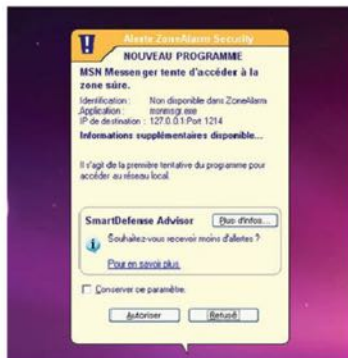 Alerte ZoneAlarm Security
NOUVEAU PROGRAMME
MSN Messenger tente d'accéder à la
zone sûre.
Identification : Non disponible dans ZoneAlarm
Application : msnmsgr.exe
IP de destination : 127.0.0.1:Port 1214
Informations supplémentaires disponible...
Il s'agit de la première tentative du programme pour
accéder au réseau local.
SmartDefense Advisor Plus d'infos...
Souhaitez-vous recevoir moins d'alertes ?
Pour en savoir plus.
Conserver ce paramètre.
Autoriser Refusé